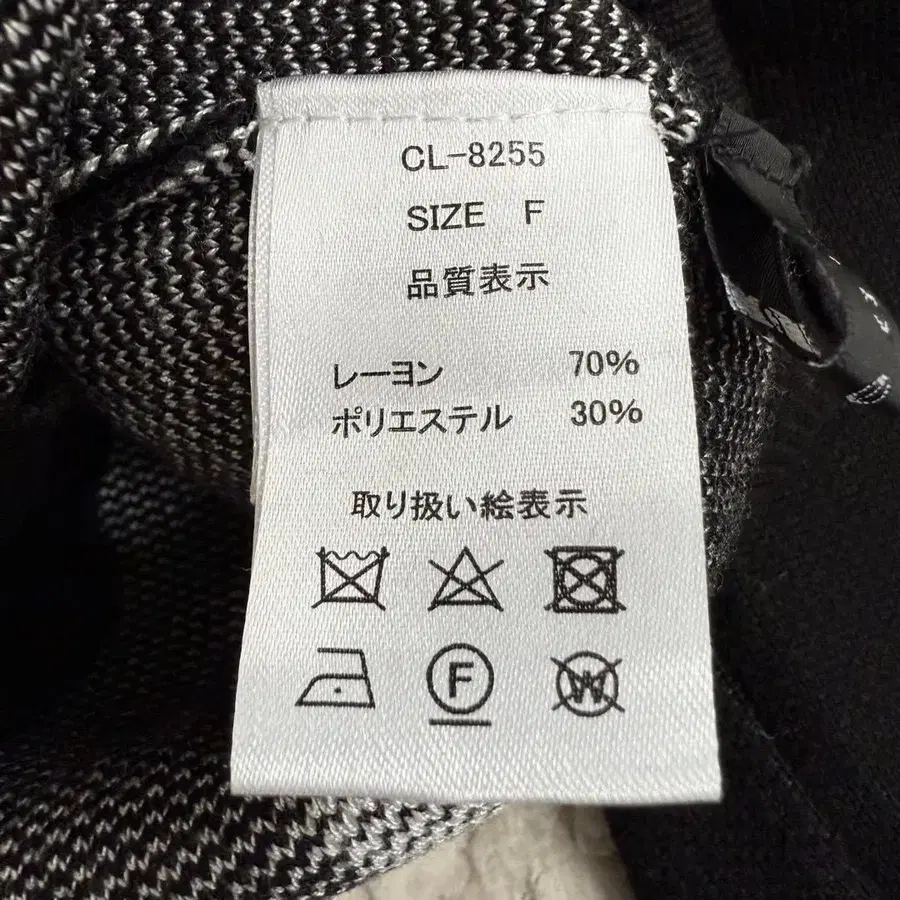 CL-8255
SIZE F
品質表示
レーヨン 70%
ポリエステル 30%
取り扱い絵表示
F
W